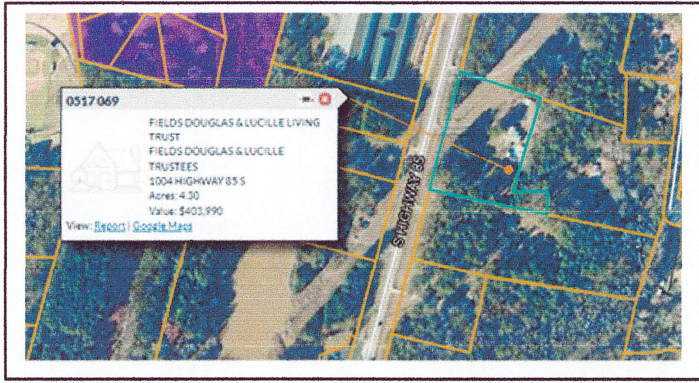 0517 069
FIELDS DOUGLAS & LUCILLE LIVING
TRUST
FIELDS DOUGLAS & LUCILLE
TRUSTEES
1004 HIGHWAY 85 S
Acres: 4.30
Value: $403,990
View: Report | Google Maps
S HIGHWAY 85